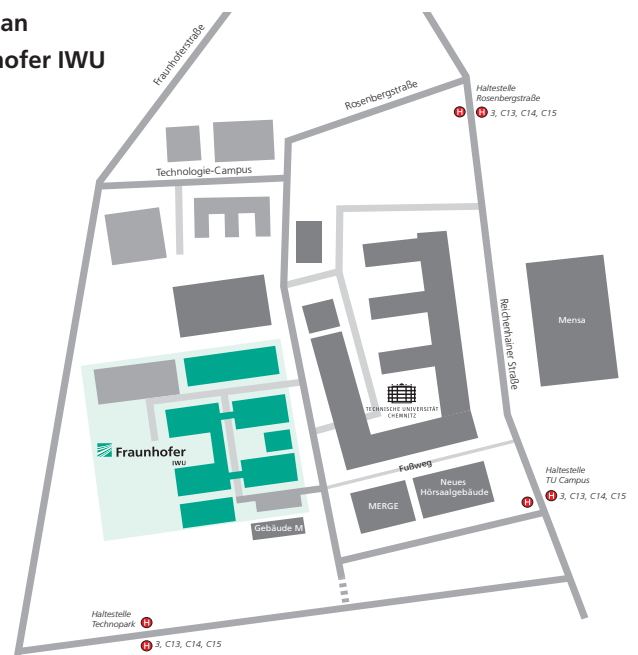 an
hofer IWU
Fraunhoferstraße
Rosenbergstraße
Haltestelle
Rosenbergstraße
H H 3, C13, C14, C15
Technologie-Campus
Reichenhainer Straße
Mensa
TECHNISCHE UNIVERSITÄT
CHEMNITZ
Fraunhofer
IWU
Fußweg
Haltestelle
TU Campus
H H 3, C13, C14, C15
Neues
Hörsaalgebäude
MERGE
Gebäude M
Haltestelle
Technopark
H
H 3, C13, C14, C15